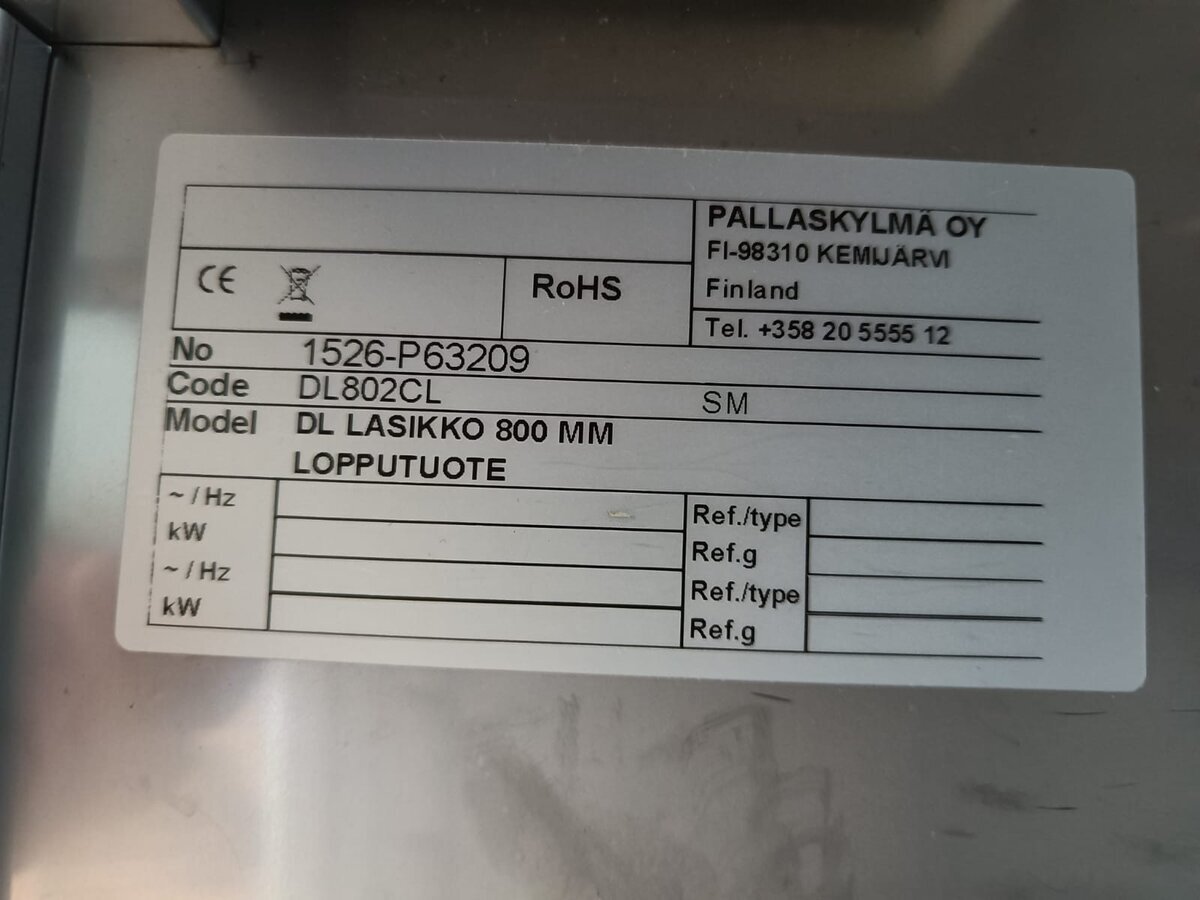 PALLASKYLMÄ OY
FI-98310 KEMIJÄRVI
Finland
CE
RoHS
Tel. +358 20 5555 12
No 1526-P63209
Code DL802CL SM
Model DL LASIKKO 800 MM
LOPPUTUOTE
~ / Hz Ref./type
kW Ref.g
~ / Hz Ref./type
kW Ref.g